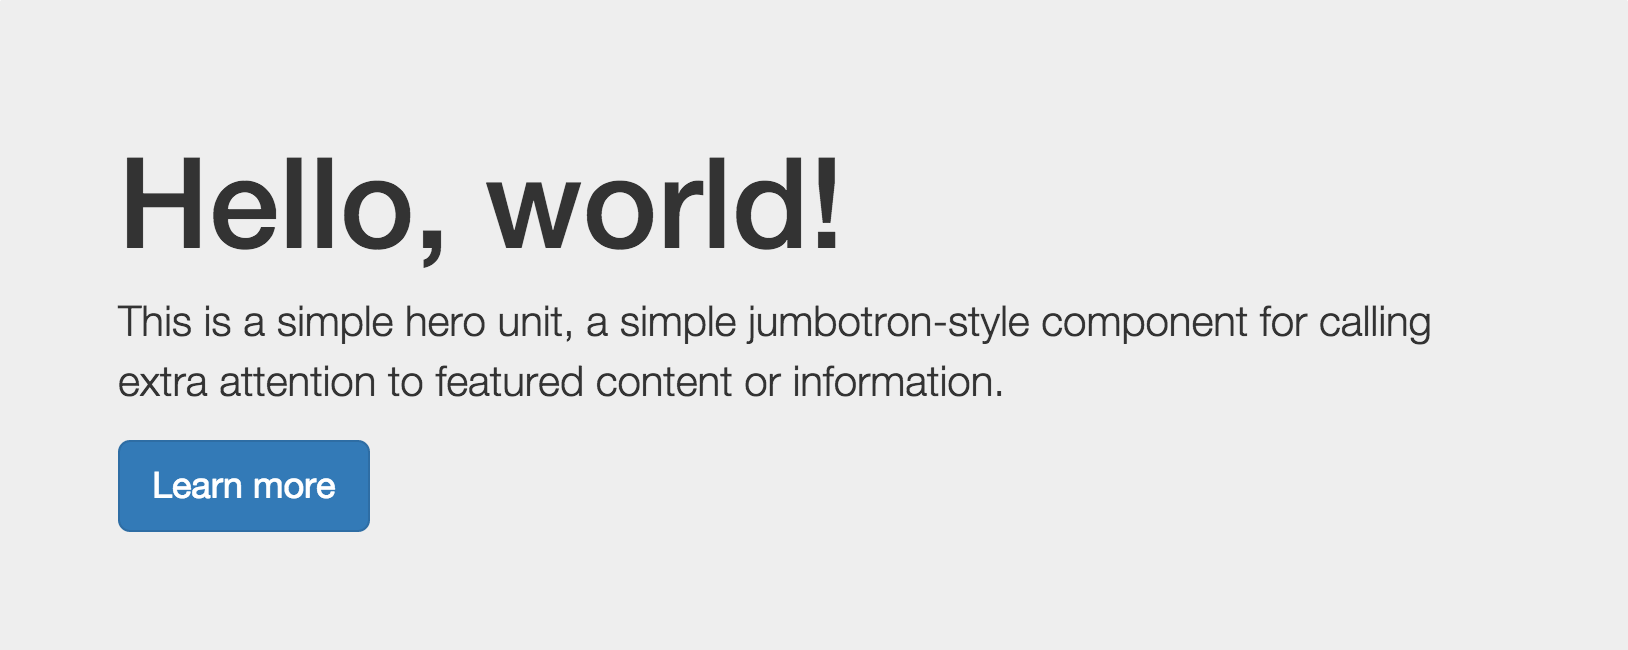 Hello, world!
This is a simple hero unit, a simple jumbotron-style component for calling
extra attention to featured content or information.
Learn more